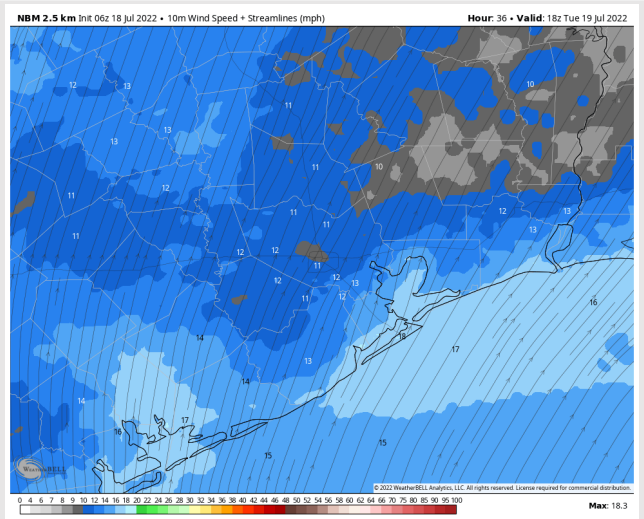 NBM 2.5 km Init 06z 18 Jul 2022 • 10m Wind Speed + Streamlines (mph) Hour: 36 • Valid: 18z Tue 19 Jul 2022
12 13 10
11
13 13
11 10
11 12
11 12 13
11 11 13
12 12
11 12 13
12 11 12
16
14 18
17
13
14
14
17
16
15
15
WeatherBELL
© 2022 WeatherBELL Analytics, LLC. All rights reserved. License required for commercial distribution.
0 4 6 7 8 9 10 12 14 16 18 20 22 24 26 28 30 32 34 36 38 40 42 44 46 48 50 52 54 56 58 60 62 64 66 68 70 75 80 85 90 95 100
Max: 18.3